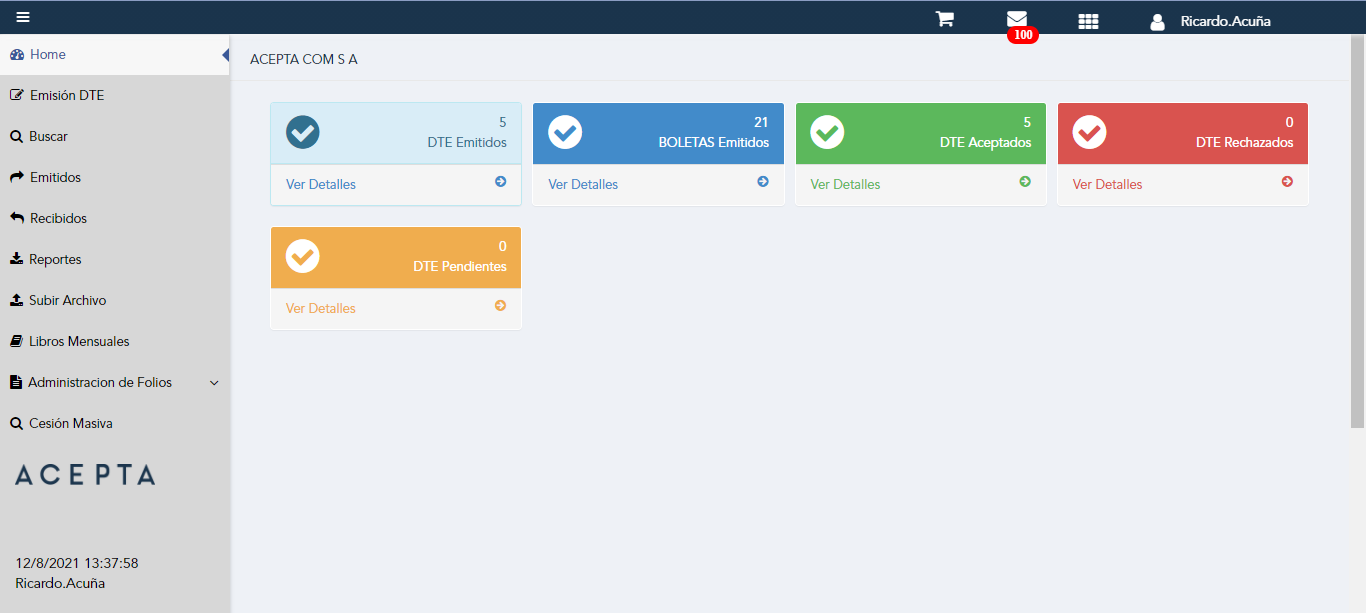 100
Ricardo.Acuña
Home
ACEPTA COM S A
Emisión DTE
Buscar
Emitidos
Recibidos
Reportes
Subir Archivo
Libros Mensuales
Administracion de Folios
Cesión Masiva
ACEPTA
12/8/2021 13:37:58
Ricardo.Acuña
5
DTE Emitidos
Ver Detalles
21
BOLETAS Emitidos
Ver Detalles
5
DTE Aceptados
Ver Detalles
0
DTE Rechazados
Ver Detalles
0
DTE Pendientes
Ver Detalles